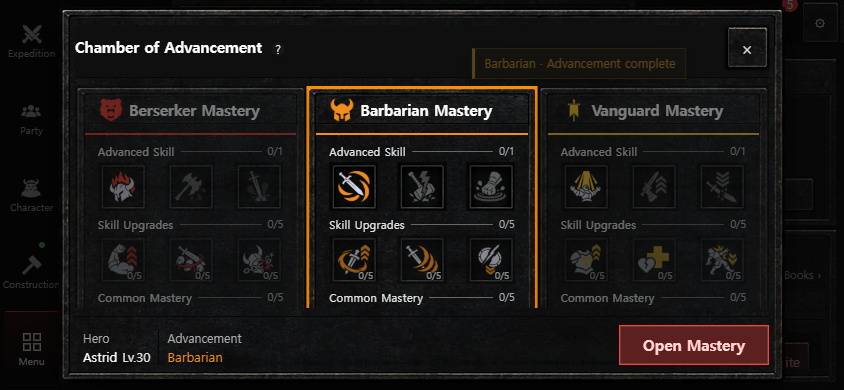 5
Expedition
Party
Character
Construction
Menu
Chamber of Advancement ?
Barbarian - Advancement complete
Berserker Mastery
Advanced Skill 0/1
Skill Upgrades 0/5
0/5 0/5 0/5
Common Mastery 0/5
Barbarian Mastery
Advanced Skill 0/1
Skill Upgrades 0/5
0/5 0/5 0/5
Common Mastery 0/5
Vanguard Mastery
Advanced Skill 0/1
Skill Upgrades 0/5
0/5 0/5 0/5
Common Mastery 0/5
Books ›
Hero
Astrid Lv.30
Advancement
Barbarian
Open Mastery